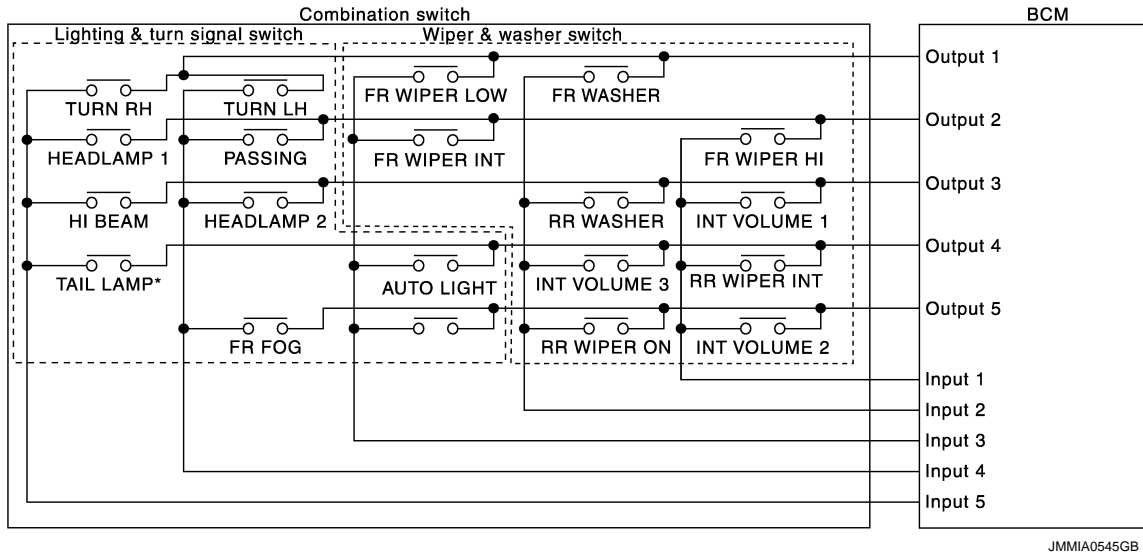 Combination switch
BCM
Lighting & turn signal switch
Wiper & washer switch
Output 1
TURN RH
TURN LH
FR WIPER LOW
FR WASHER
Output 2
HEADLAMP 1
PASSING
FR WIPER INT
FR WIPER HI
Output 3
HI BEAM
HEADLAMP 2
RR WASHER
INT VOLUME 1
Output 4
TAIL LAMP*
AUTO LIGHT
INT VOLUME 3
RR WIPER INT
Output 5
FR FOG
RR WIPER ON
INT VOLUME 2
Input 1
Input 2
Input 3
Input 4
Input 5
JMMIA0545GB